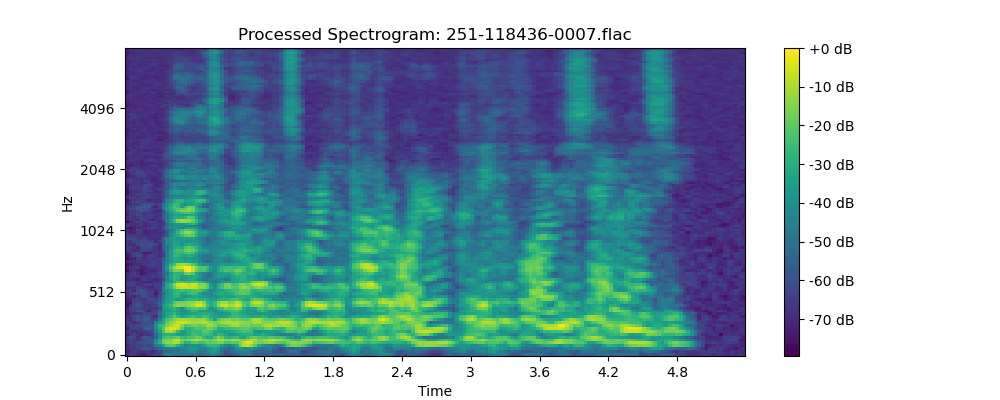 Processed Spectrogram: 251-118436-0007.flac
Hz
4096
2048
1024
512
0
0 0.6 1.2 1.8 2.4 3 3.6 4.2 4.8
Time
+0 dB
-10 dB
-20 dB
-30 dB
-40 dB
-50 dB
-60 dB
-70 dB